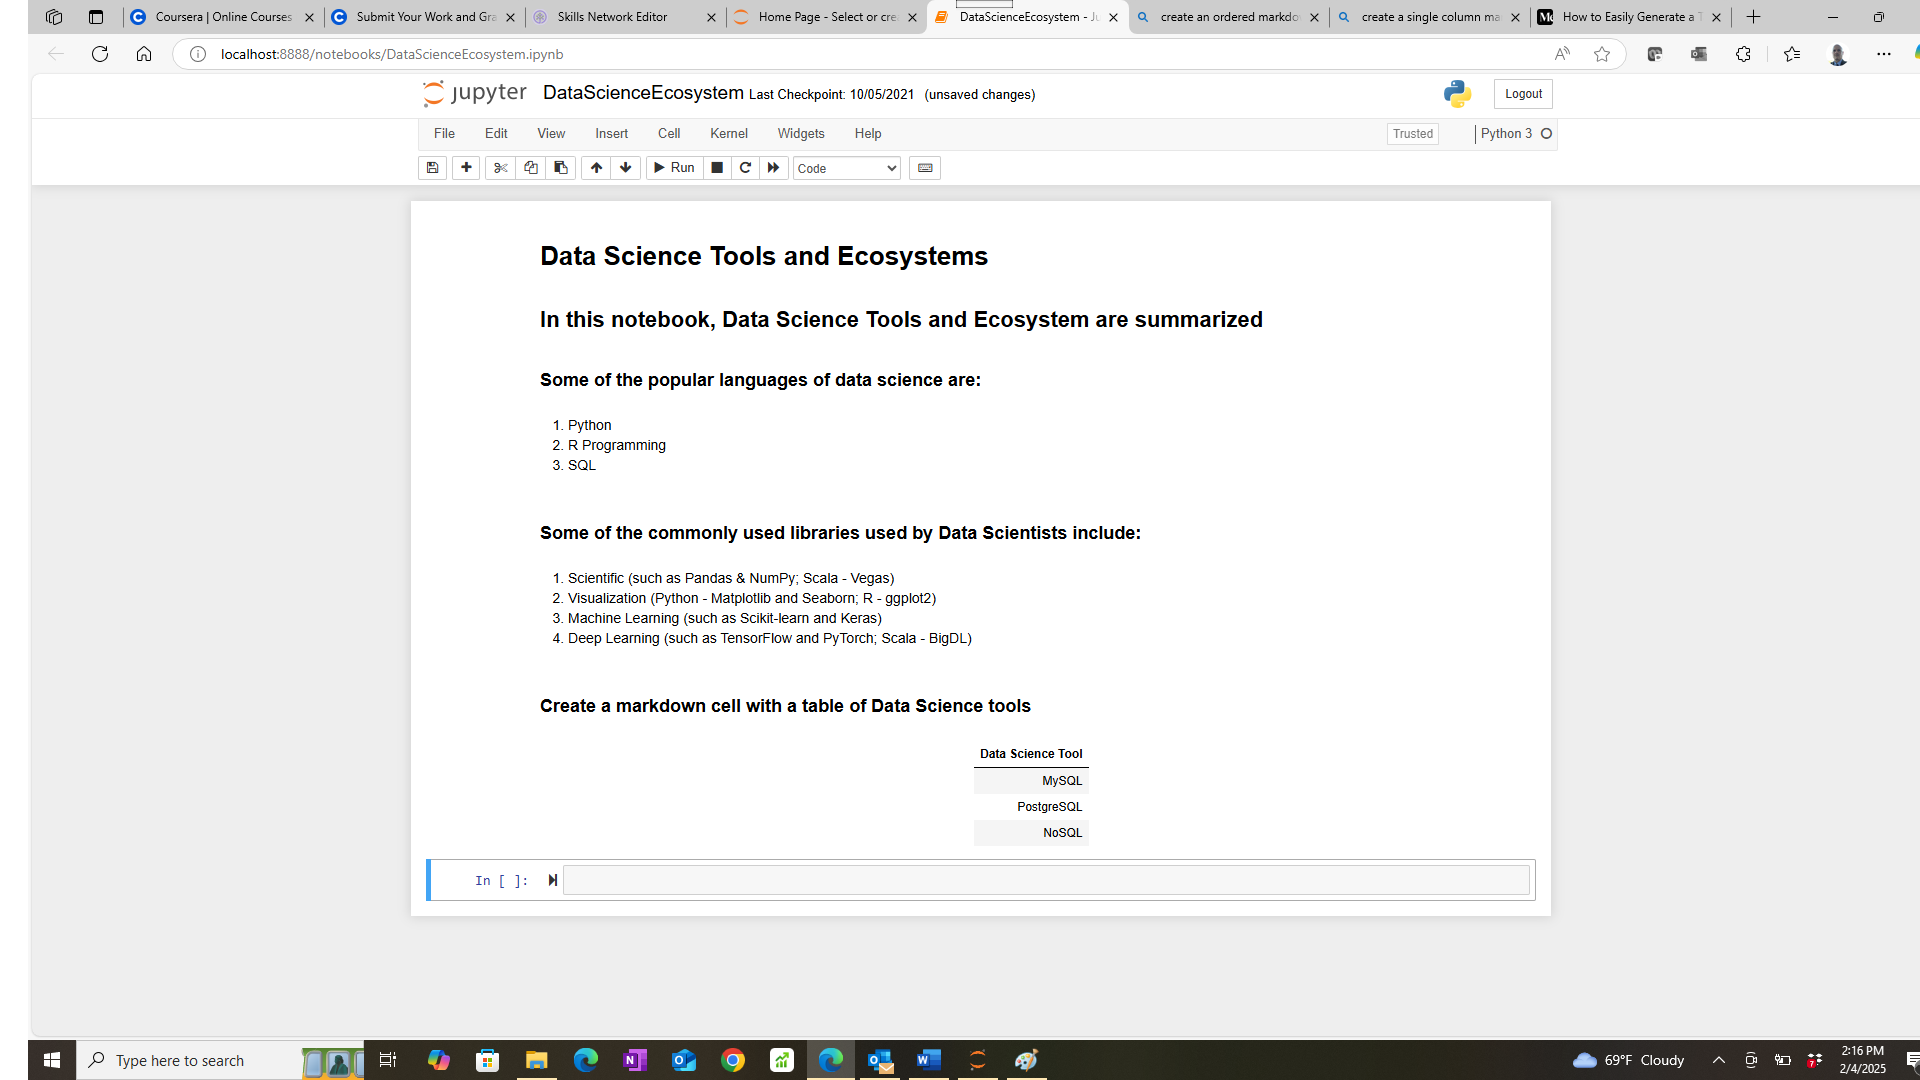 Coursera | Online Courses
Submit Your Work and Gra
Skills Network Editor
Home Page - Select or cre
DataScienceEcosystem - Ju
create an ordered markdo
create a single column ma
How to Easily Generate a T
localhost:8888/notebooks/DataScienceEcosystem.ipynb
jupyter DataScienceEcosystem Last Checkpoint: 10/05/2021 (unsaved changes)
Logout
File Edit View Insert Cell Kernel Widgets Help
Trusted
Python 3
Run
Code
Data Science Tools and Ecosystems
In this notebook, Data Science Tools and Ecosystem are summarized
Some of the popular languages of data science are:
1. Python
2. R Programming
3. SQL
Some of the commonly used libraries used by Data Scientists include:
1. Scientific (such as Pandas & NumPy; Scala - Vegas)
2. Visualization (Python - Matplotlib and Seaborn; R - ggplot2)
3. Machine Learning (such as Scikit-learn and Keras)
4. Deep Learning (such as TensorFlow and PyTorch; Scala - BigDL)
Create a markdown cell with a table of Data Science tools
Data Science Tool
MySQL
PostgreSQL
NoSQL
In [ ]:
Type here to search
69°F Cloudy
2:16 PM
2/4/2025